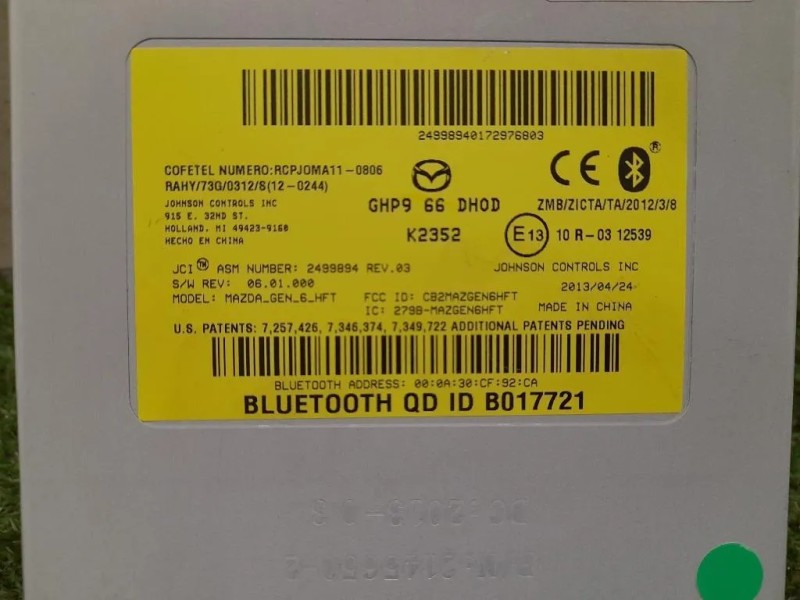 24998940172976803
COFETEL NUMERO:RCPJOMA11-0806
RAHY/73G/0312/S(12-0244)
JOHNSON CONTROLS INC
915 E. 32ND ST.
HOLLAND, MI 49423-9160
HECHO EN CHINA
GHP9 66 DH0D
K2352
CE
ZMB/ZICTA/TA/2012/3/8
E13 10 R-03 12539
JCI™ ASM NUMBER: 2499894 REV.03
JOHNSON CONTROLS INC
S/W REV: 06.01.000
2013/04/24
MODEL: MAZDA_GEN_6_HFT FCC ID: CB2MAZGEN6HFT
MADE IN CHINA
IC: 279B-MAZGEN6HFT
U.S. PATENTS: 7,257,426, 7,346,374, 7,349,722 ADDITIONAL PATENTS PENDING
BLUETOOTH ADDRESS: 00:0A:30:CF:92:CA
BLUETOOTH QD ID B017721